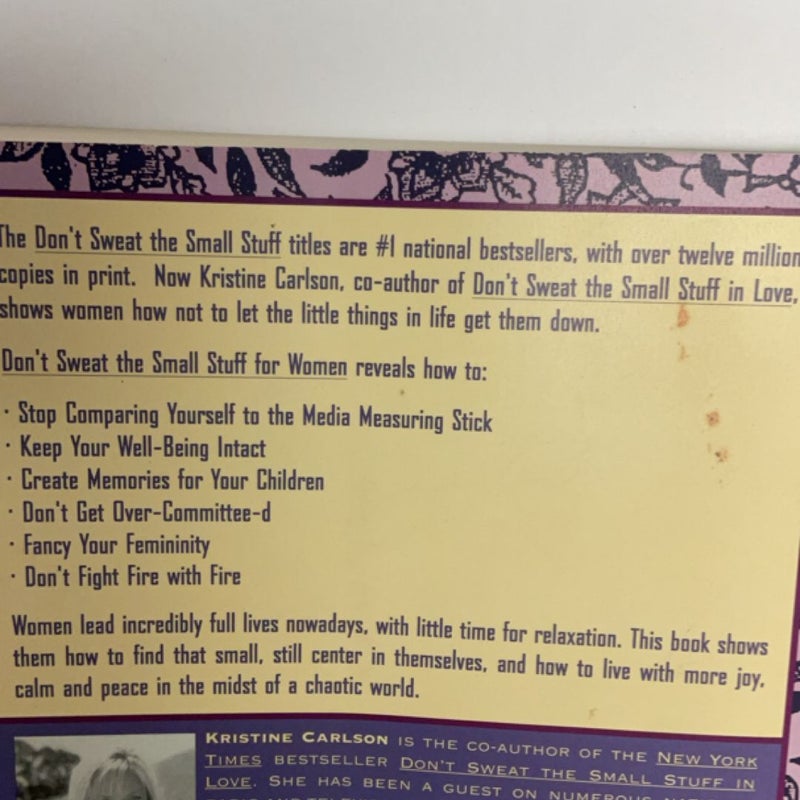 The Don't Sweat the Small Stuff titles are #1 national bestsellers, with over twelve million
copies in print. Now Kristine Carlson, co-author of Don't Sweat the Small Stuff in Love,
shows women how not to let the little things in life get them down.
Don't Sweat the Small Stuff for Women reveals how to:
· Stop Comparing Yourself to the Media Measuring Stick
· Keep Your Well-Being Intact
· Create Memories for Your Children
· Don't Get Over-Committee-d
· Fancy Your Femininity
· Don't Fight Fire with Fire
Women lead incredibly full lives nowadays, with little time for relaxation. This book shows
them how to find that small, still center in themselves, and how to live with more joy,
calm and peace in the midst of a chaotic world.
KRISTINE CARLSON IS THE CO-AUTHOR OF THE NEW YORK
TIMES BESTSELLER DON'T SWEAT THE SMALL STUFF IN
LOVE. SHE HAS BEEN A GUEST ON NUMEROUS